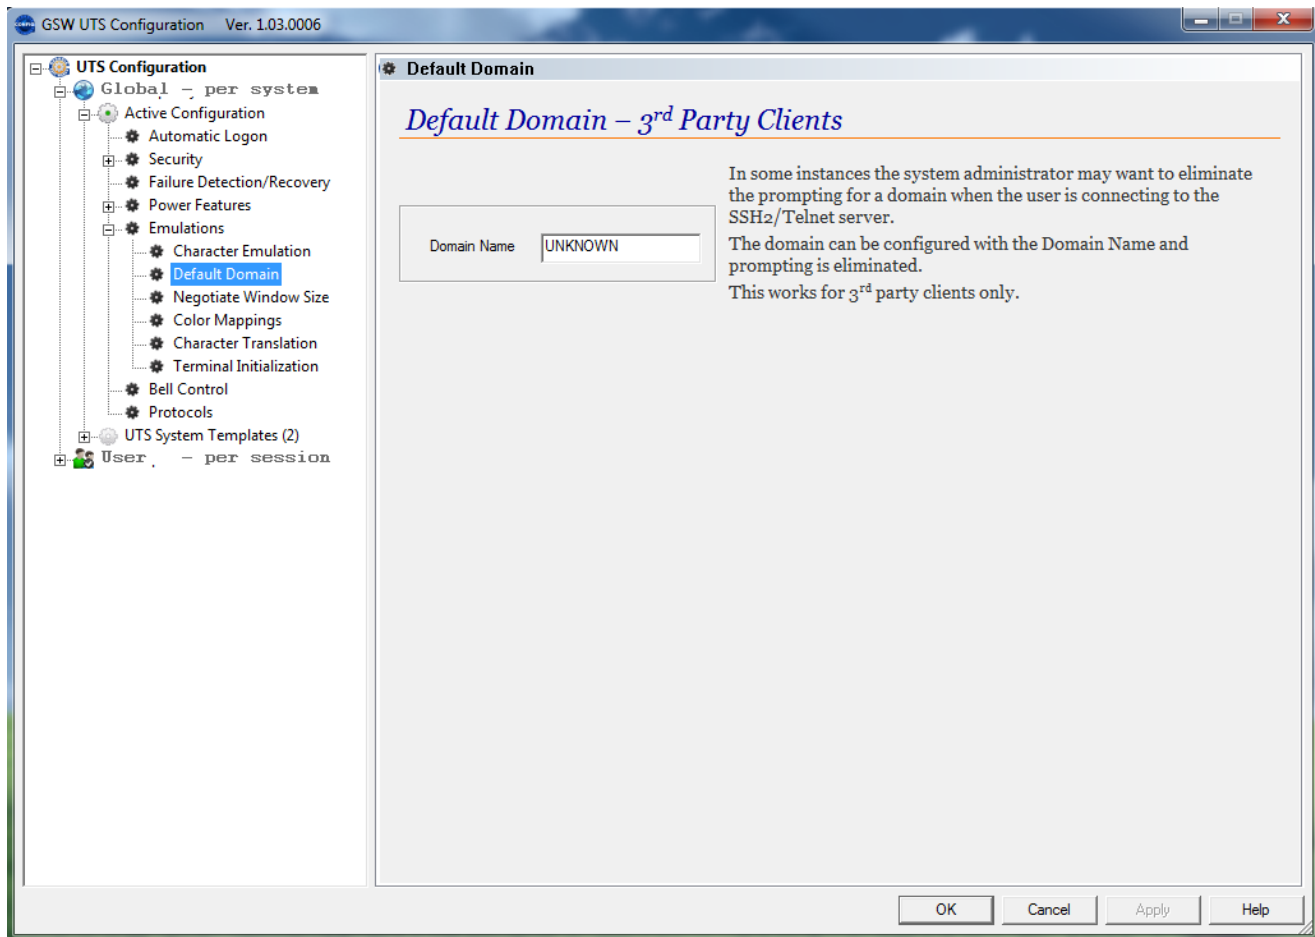 GSW UTS Configuration Ver. 1.03.0006
UTS Configuration
Global - per system
Active Configuration
Automatic Logon
Security
Failure Detection/Recovery
Power Features
Emulations
Character Emulation
Default Domain
Negotiate Window Size
Color Mappings
Character Translation
Terminal Initialization
Bell Control
Protocols
UTS System Templates (2)
User - per session
Default Domain
Default Domain – 3rd Party Clients
Domain Name UNKNOWN
In some instances the system administrator may want to eliminate
the prompting for a domain when the user is connecting to the
SSH2/Telnet server.
The domain can be configured with the Domain Name and
prompting is eliminated.
This works for 3rd party clients only.
OK Cancel Apply Help